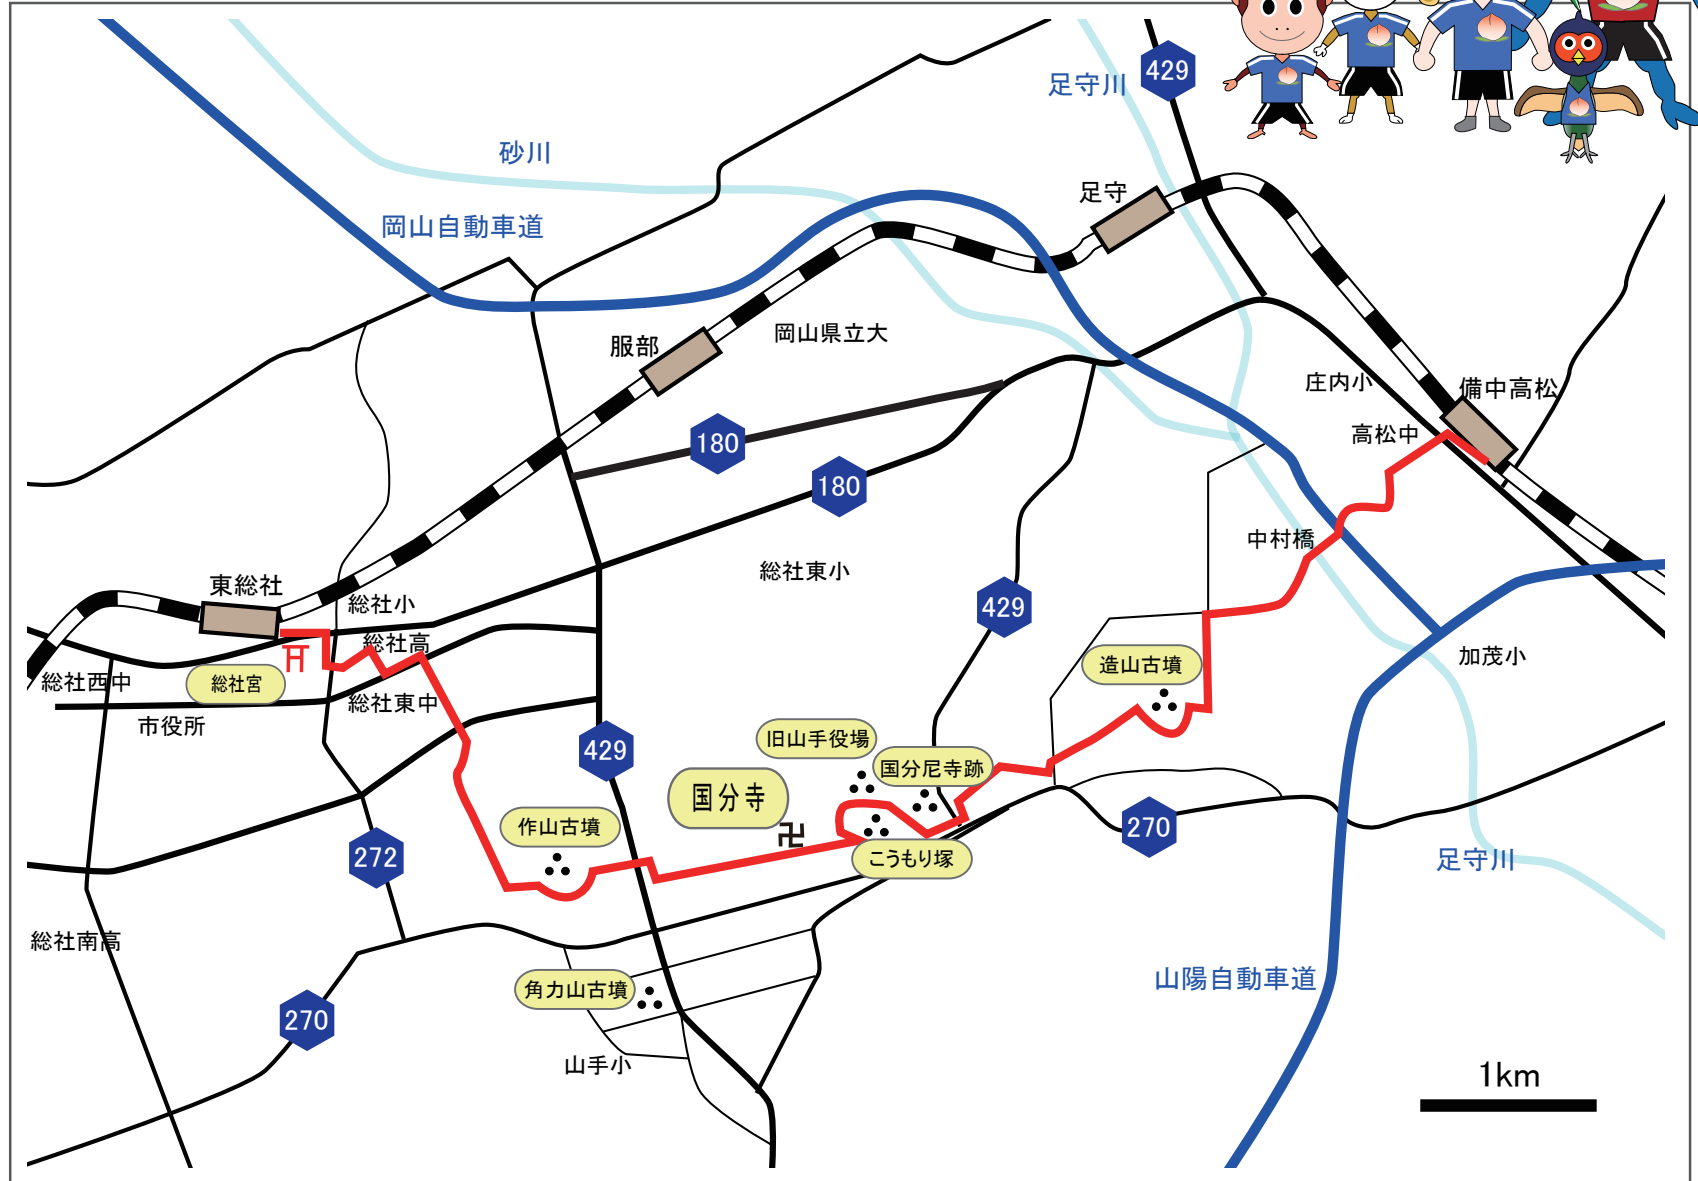 足守川
429
砂川
岡山自動車道
足守
服部
岡山県立大
庄内小
備中高松
高松中
180
180
中村橋
総社東小
東総社
総社小
429
総社高
総社西中
総社宮
総社東中
市役所
造山古墳
加茂小
旧山手役場
429
国分尼寺跡
国分寺
卍
作山古墳
270
272
こうもり塚
足守川
総社南高
山陽自動車道
角力山古墳
270
山手小
1km